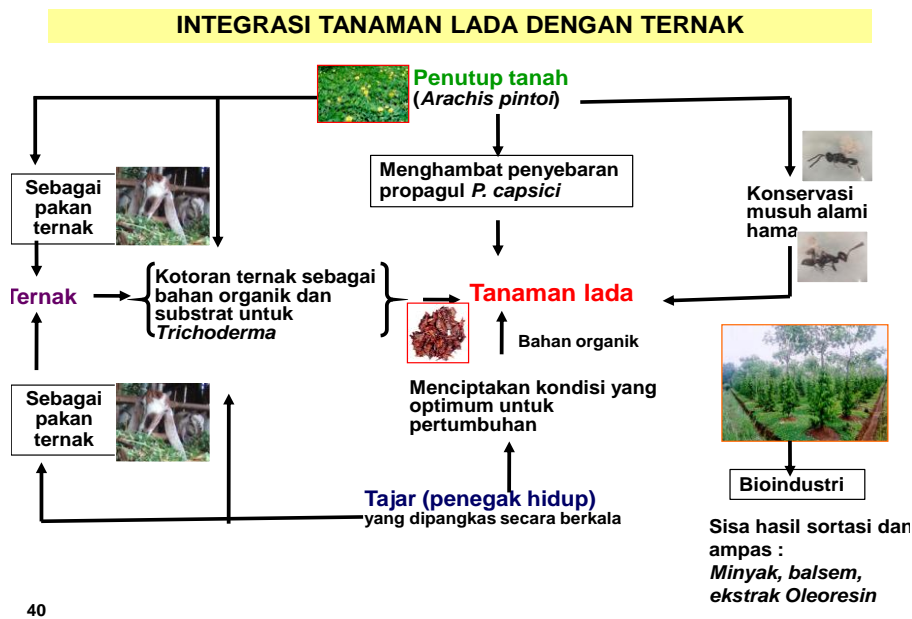 INTEGRASI TANAMAN LADA DENGAN TERNAK
Penutup tanah
(Arachis pintoi)
Menghambat penyebaran
propagul P. capsici
Sebagai
pakan
ternak
Konservasi
musuh alami
hama
Ternak
Kotoran ternak sebagai
bahan organik dan
substrat untuk
Trichoderma
Tanaman lada
Bahan organik
Menciptakan kondisi yang
optimum untuk
pertumbuhan
Sebagai
pakan
ternak
Bioindustri
Tajar (penegak hidup)
yang dipangkas secara berkala
Sisa hasil sortasi dan
ampas :
Minyak, balsem,
ekstrak Oleoresin
40